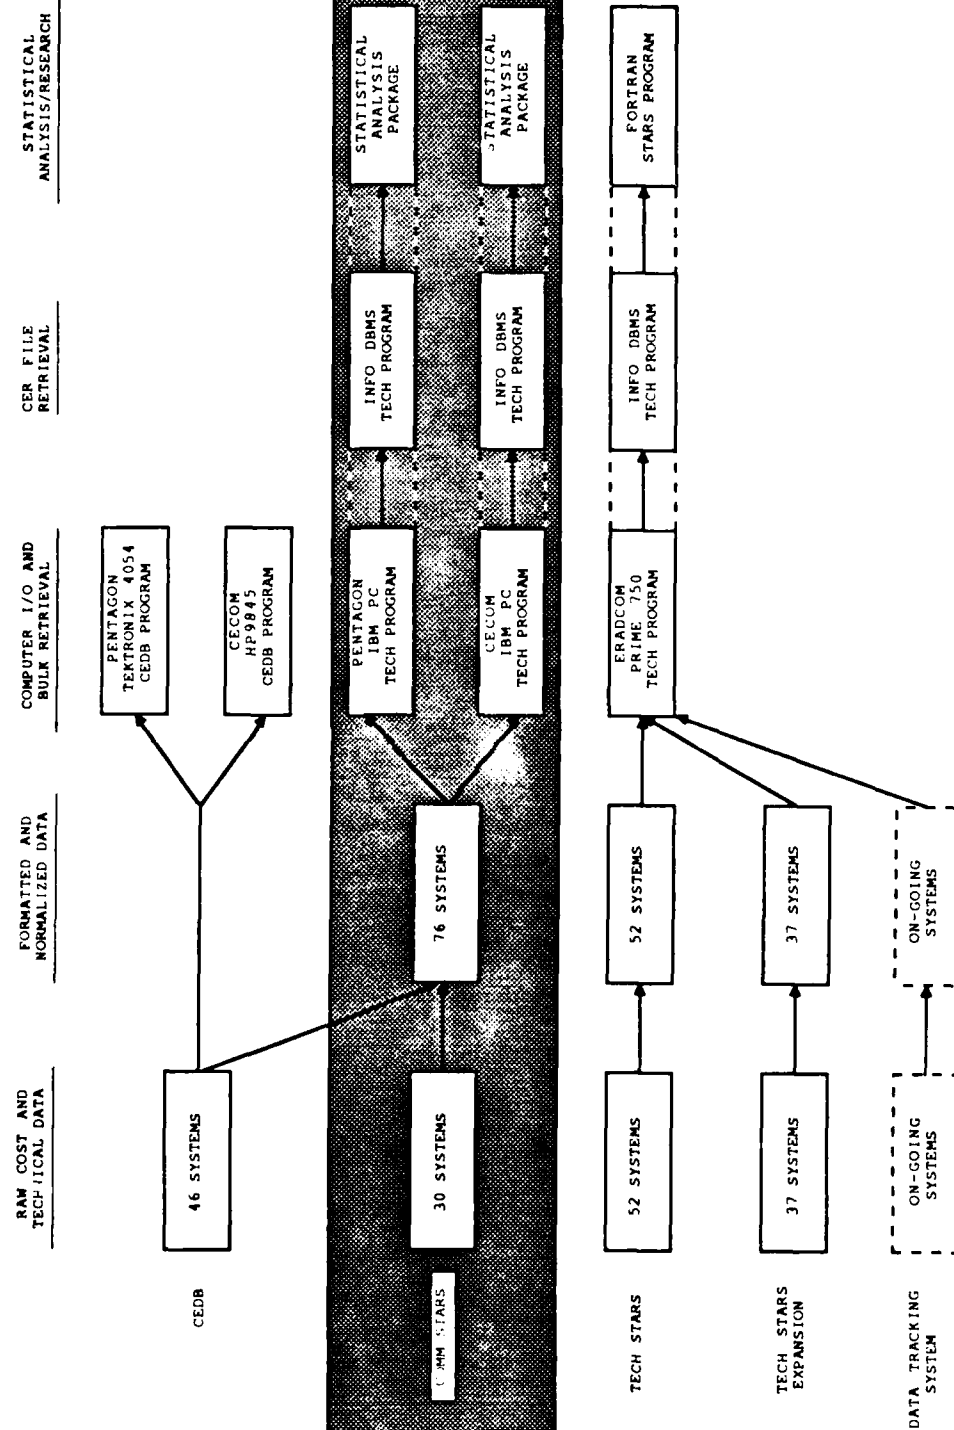 RAW COST AND
TECHNICAL DATA
FORMATTED AND
NORMALIZED DATA
COMPUTER I/O AND
BULK RETRIEVAL
CER FILE
RETRIEVAL
STATISTICAL
ANALYSIS/RESEARCH
CEDB
46 SYSTEMS
PENTAGON
TEKTRONIX 4054
CEDB PROGRAM
CECOM
HP9845
CEDB PROGRAM
COMM STARS
30 SYSTEMS
76 SYSTEMS
PENTAGON
IBM PC
TECH PROGRAM
INFO DBMS
TECH PROGRAM
STATISTICAL
ANALYSIS
PACKAGE
CECOM
IBM PC
TECH PROGRAM
INFO DBMS
TECH PROGRAM
STATISTICAL
ANALYSIS
PACKAGE
TECH STARS
52 SYSTEMS
52 SYSTEMS
ERADCOM
PRIME 750
TECH PROGRAM
INFO DBMS
TECH PROGRAM
FORTRAN
STARS PROGRAM
TECH STARS
EXPANSION
37 SYSTEMS
37 SYSTEMS
DATA TRACKING
SYSTEM
ON-GOING
SYSTEMS
ON-GOING
SYSTEMS